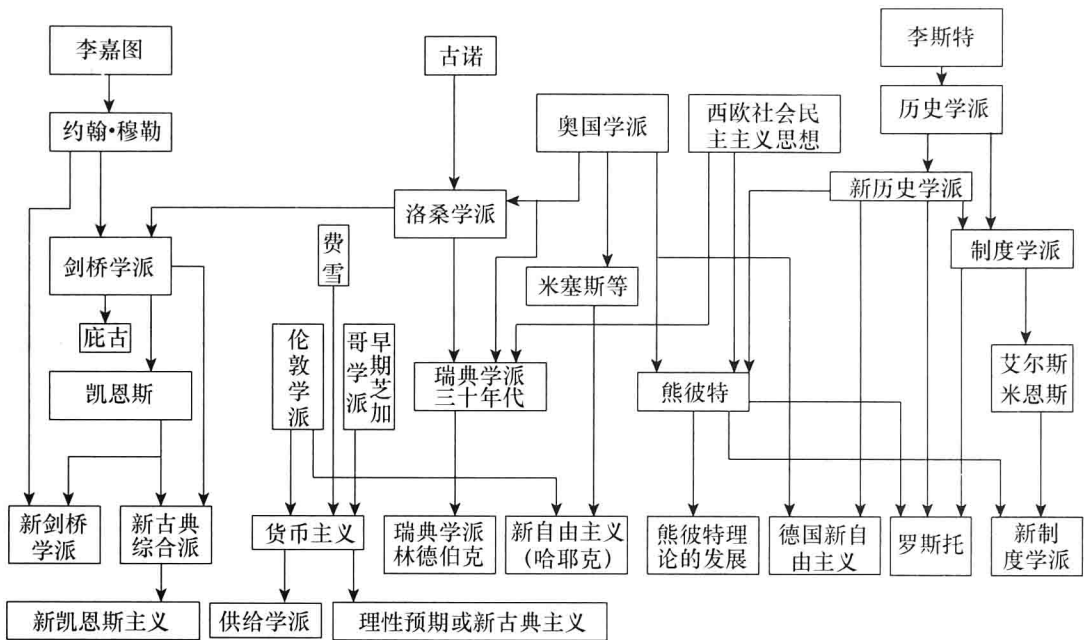 李嘉图
古诺
李斯特
约翰·穆勒
奥国学派
西欧社会民
主主义思想
历史学派
新历史学派
洛桑学派
剑桥学派
费雪
米塞斯等
制度学派
庇古
伦敦学派
早期芝加
哥学派
瑞典学派
三十年代
凯恩斯
熊彼特
艾尔斯
米恩斯
新剑桥
学派
新古典
综合派
货币主义
瑞典学派
林德伯克
新自由主义
(哈耶克)
熊彼特理
论的发展
德国新自
由主义
罗斯托
新制
度学派
新凯恩斯主义
供给学派
理性预期或新古典主义